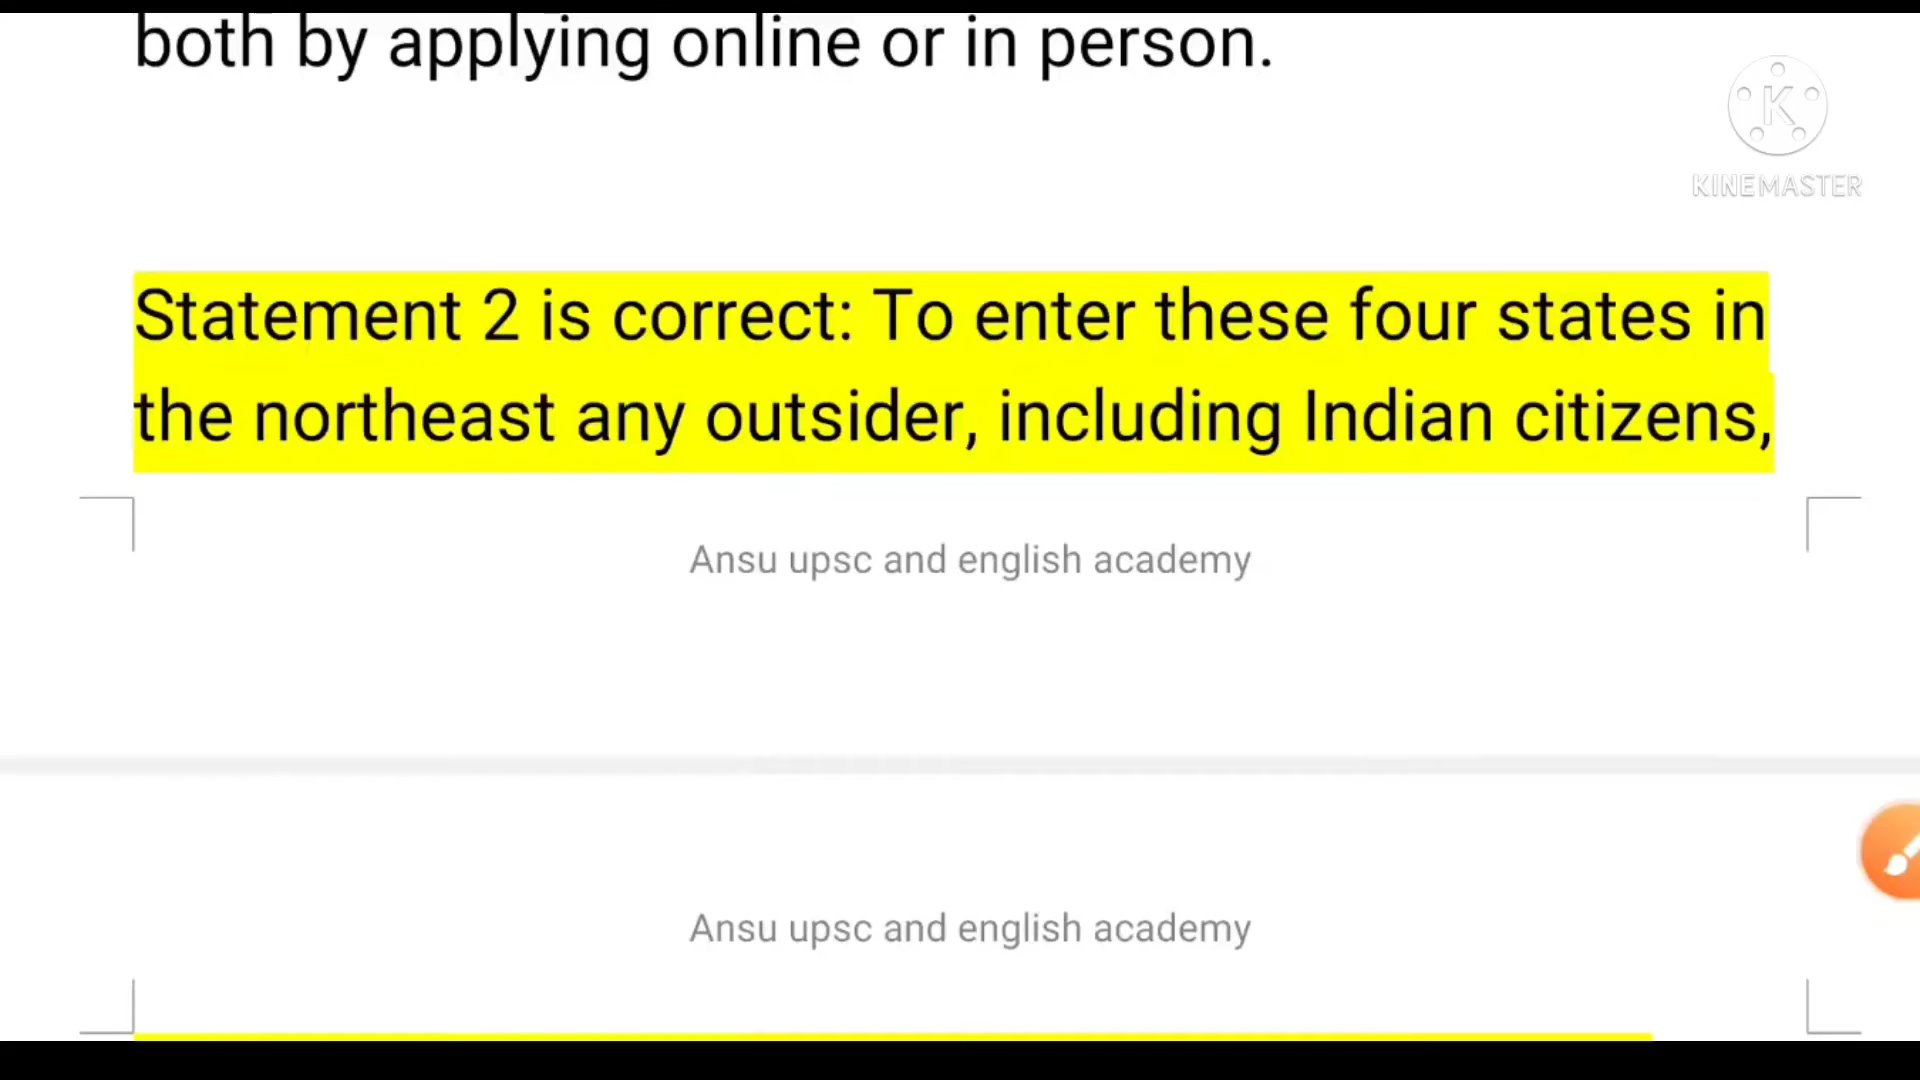 both by applying online or in person.
K
KINEMASTER
Statement 2 is correct: To enter these four states in
the northeast any outsider, including Indian citizens,
Ansu upsc and english academy
Ansu upsc and english academy